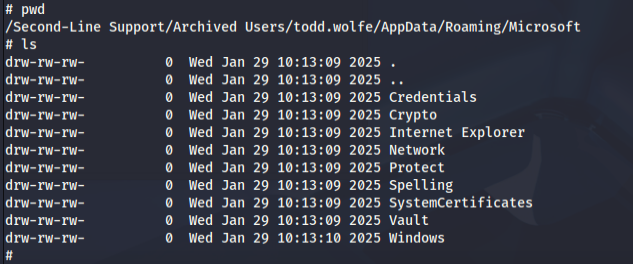 # pwd
/Second-Line Support/Archived Users/todd.wolfe/AppData/Roaming/Microsoft
# ls
drw-rw-rw-          0  Wed Jan 29 10:13:09 2025 .
drw-rw-rw-          0  Wed Jan 29 10:13:09 2025 ..
drw-rw-rw-          0  Wed Jan 29 10:13:09 2025 Credentials
drw-rw-rw-          0  Wed Jan 29 10:13:09 2025 Crypto
drw-rw-rw-          0  Wed Jan 29 10:13:09 2025 Internet Explorer
drw-rw-rw-          0  Wed Jan 29 10:13:09 2025 Network
drw-rw-rw-          0  Wed Jan 29 10:13:09 2025 Protect
drw-rw-rw-          0  Wed Jan 29 10:13:09 2025 Spelling
drw-rw-rw-          0  Wed Jan 29 10:13:09 2025 SystemCertificates
drw-rw-rw-          0  Wed Jan 29 10:13:09 2025 Vault
drw-rw-rw-          0  Wed Jan 29 10:13:10 2025 Windows
#